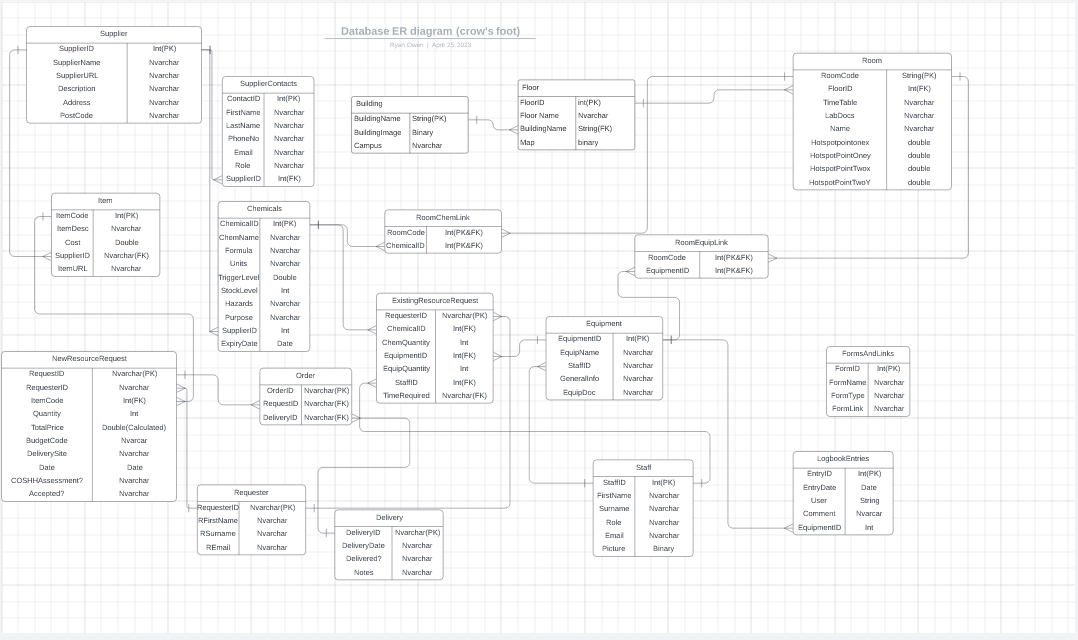 Database ER diagram (crow's foot)
Ryan Owen | April 25, 2023
Supplier
SupplierID Int(PK)
SupplierName Nvarchar
SupplierURL Nvarchar
Description Nvarchar
Address Nvarchar
PostCode Nvarchar
SupplierContacts
ContactID Int(PK)
FirstName Nvarchar
LastName Nvarchar
PhoneNo Nvarchar
Email Nvarchar
Role Nvarchar
SupplierID Int(FK)
Building
BuildingName String(PK)
BuildingImage Binary
Campus Nvarchar
Floor
FloorID int(PK)
Floor Name Nvarchar
BuildingName String(FK)
Map binary
Room
RoomCode String(PK)
FloorID Int(FK)
TimeTable Nvarchar
LabDocs Nvarchar
Name Nvarchar
Hotspotpointonex double
HotspotPointOney double
HotspotPointTwox double
HotspotPointTwoY double
Item
ItemCode Int(PK)
ItemDesc Nvarchar
Cost Double
SupplierID Nvarchar(FK)
ItemURL Nvarchar
Chemicals
ChemicalID Int(PK)
ChemName Nvarchar
Formula Nvarchar
Units Nvarchar
TriggerLevel Double
StockLevel Int
Hazards Nvarchar
Purpose Nvarchar
SupplierID Int
ExpiryDate Date
RoomChemLink
RoomCode Int(PK&FK)
ChemicalID Int(PK&FK)
RoomEquipLink
RoomCode Int(PK&FK)
EquipmentID Int(PK&FK)
ExistingResourceRequest
RequesterID Nvarchar(PK)
ChemicalID Int(FK)
ChemQuantity Int
EquipmentID Int(FK)
EquipQuantity Int
StaffID Int(FK)
TimeRequired Nvarchar(FK)
Equipment
EquipmentID Int(PK)
EquipName Nvarchar
StaffID Nvarchar
GeneralInfo Nvarchar
EquipDoc Nvarchar
FormsAndLinks
FormID Int(PK)
FormName Nvarchar
FormType Nvarchar
FormLink Nvarchar
NewResourceRequest
RequestID Nvarchar(PK)
RequesterID Nvarchar
ItemCode Int(FK)
Quantity Int
TotalPrice Double(Calculated)
BudgetCode Nvarcar
DeliverySite Nvarchar
Date Date
COSHHAssessment? Nvarchar
Accepted? Nvarchar
Order
OrderID Nvarchar(PK)
RequestID Nvarchar(FK)
DeliveryID Nvarchar(FK)
Requester
RequesterID Nvarchar(PK)
RFirstName Nvarchar
RSurname Nvarchar
REmail Nvarchar
Delivery
DeliveryID Nvarchar(PK)
DeliveryDate Nvarchar
Delivered? Nvarchar
Notes Nvarchar
Staff
StaffID Int(PK)
FirstName Nvarchar
Surname Nvarchar
Role Nvarchar
Email Nvarchar
Picture Binary
LogbookEntries
EntryID Int(PK)
EntryDate Date
User String
Comment Nvarcar
EquipmentID Int